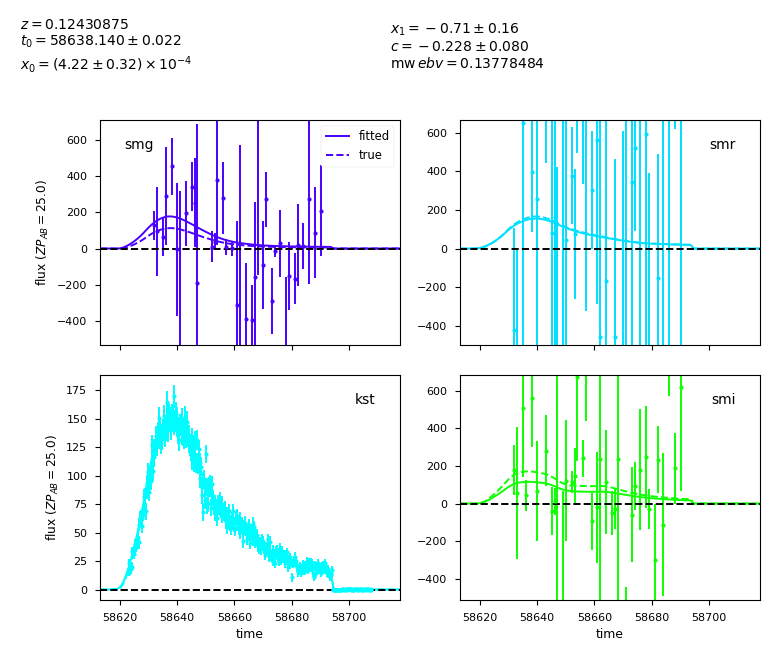 z = 0.12430875
t₀ = 58638.140 ± 0.022
x₀ = (4.22 ± 0.32) × 10⁻⁴
x₁ = −0.71 ± 0.16
c = −0.228 ± 0.080
mw ebv = 0.13778484
smg
fitted
true
600
400
200
0
−200
−400
flux (ZP_AB = 25.0)
smr
600
400
200
0
−200
−400
kst
175
150
125
100
75
50
25
0
flux (ZP_AB = 25.0)
58620 58640 58660 58680 58700
time
smi
600
400
200
0
−200
−400
58620 58640 58660 58680 58700
time